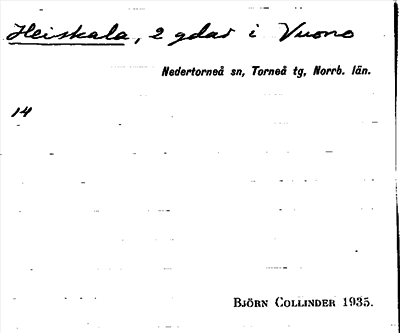 Heiskala, 2 gdar i Vuono
Nedertorneå sn, Torneå tg, Norrb. län.
14
BJÖRN COLLINDER 1935.